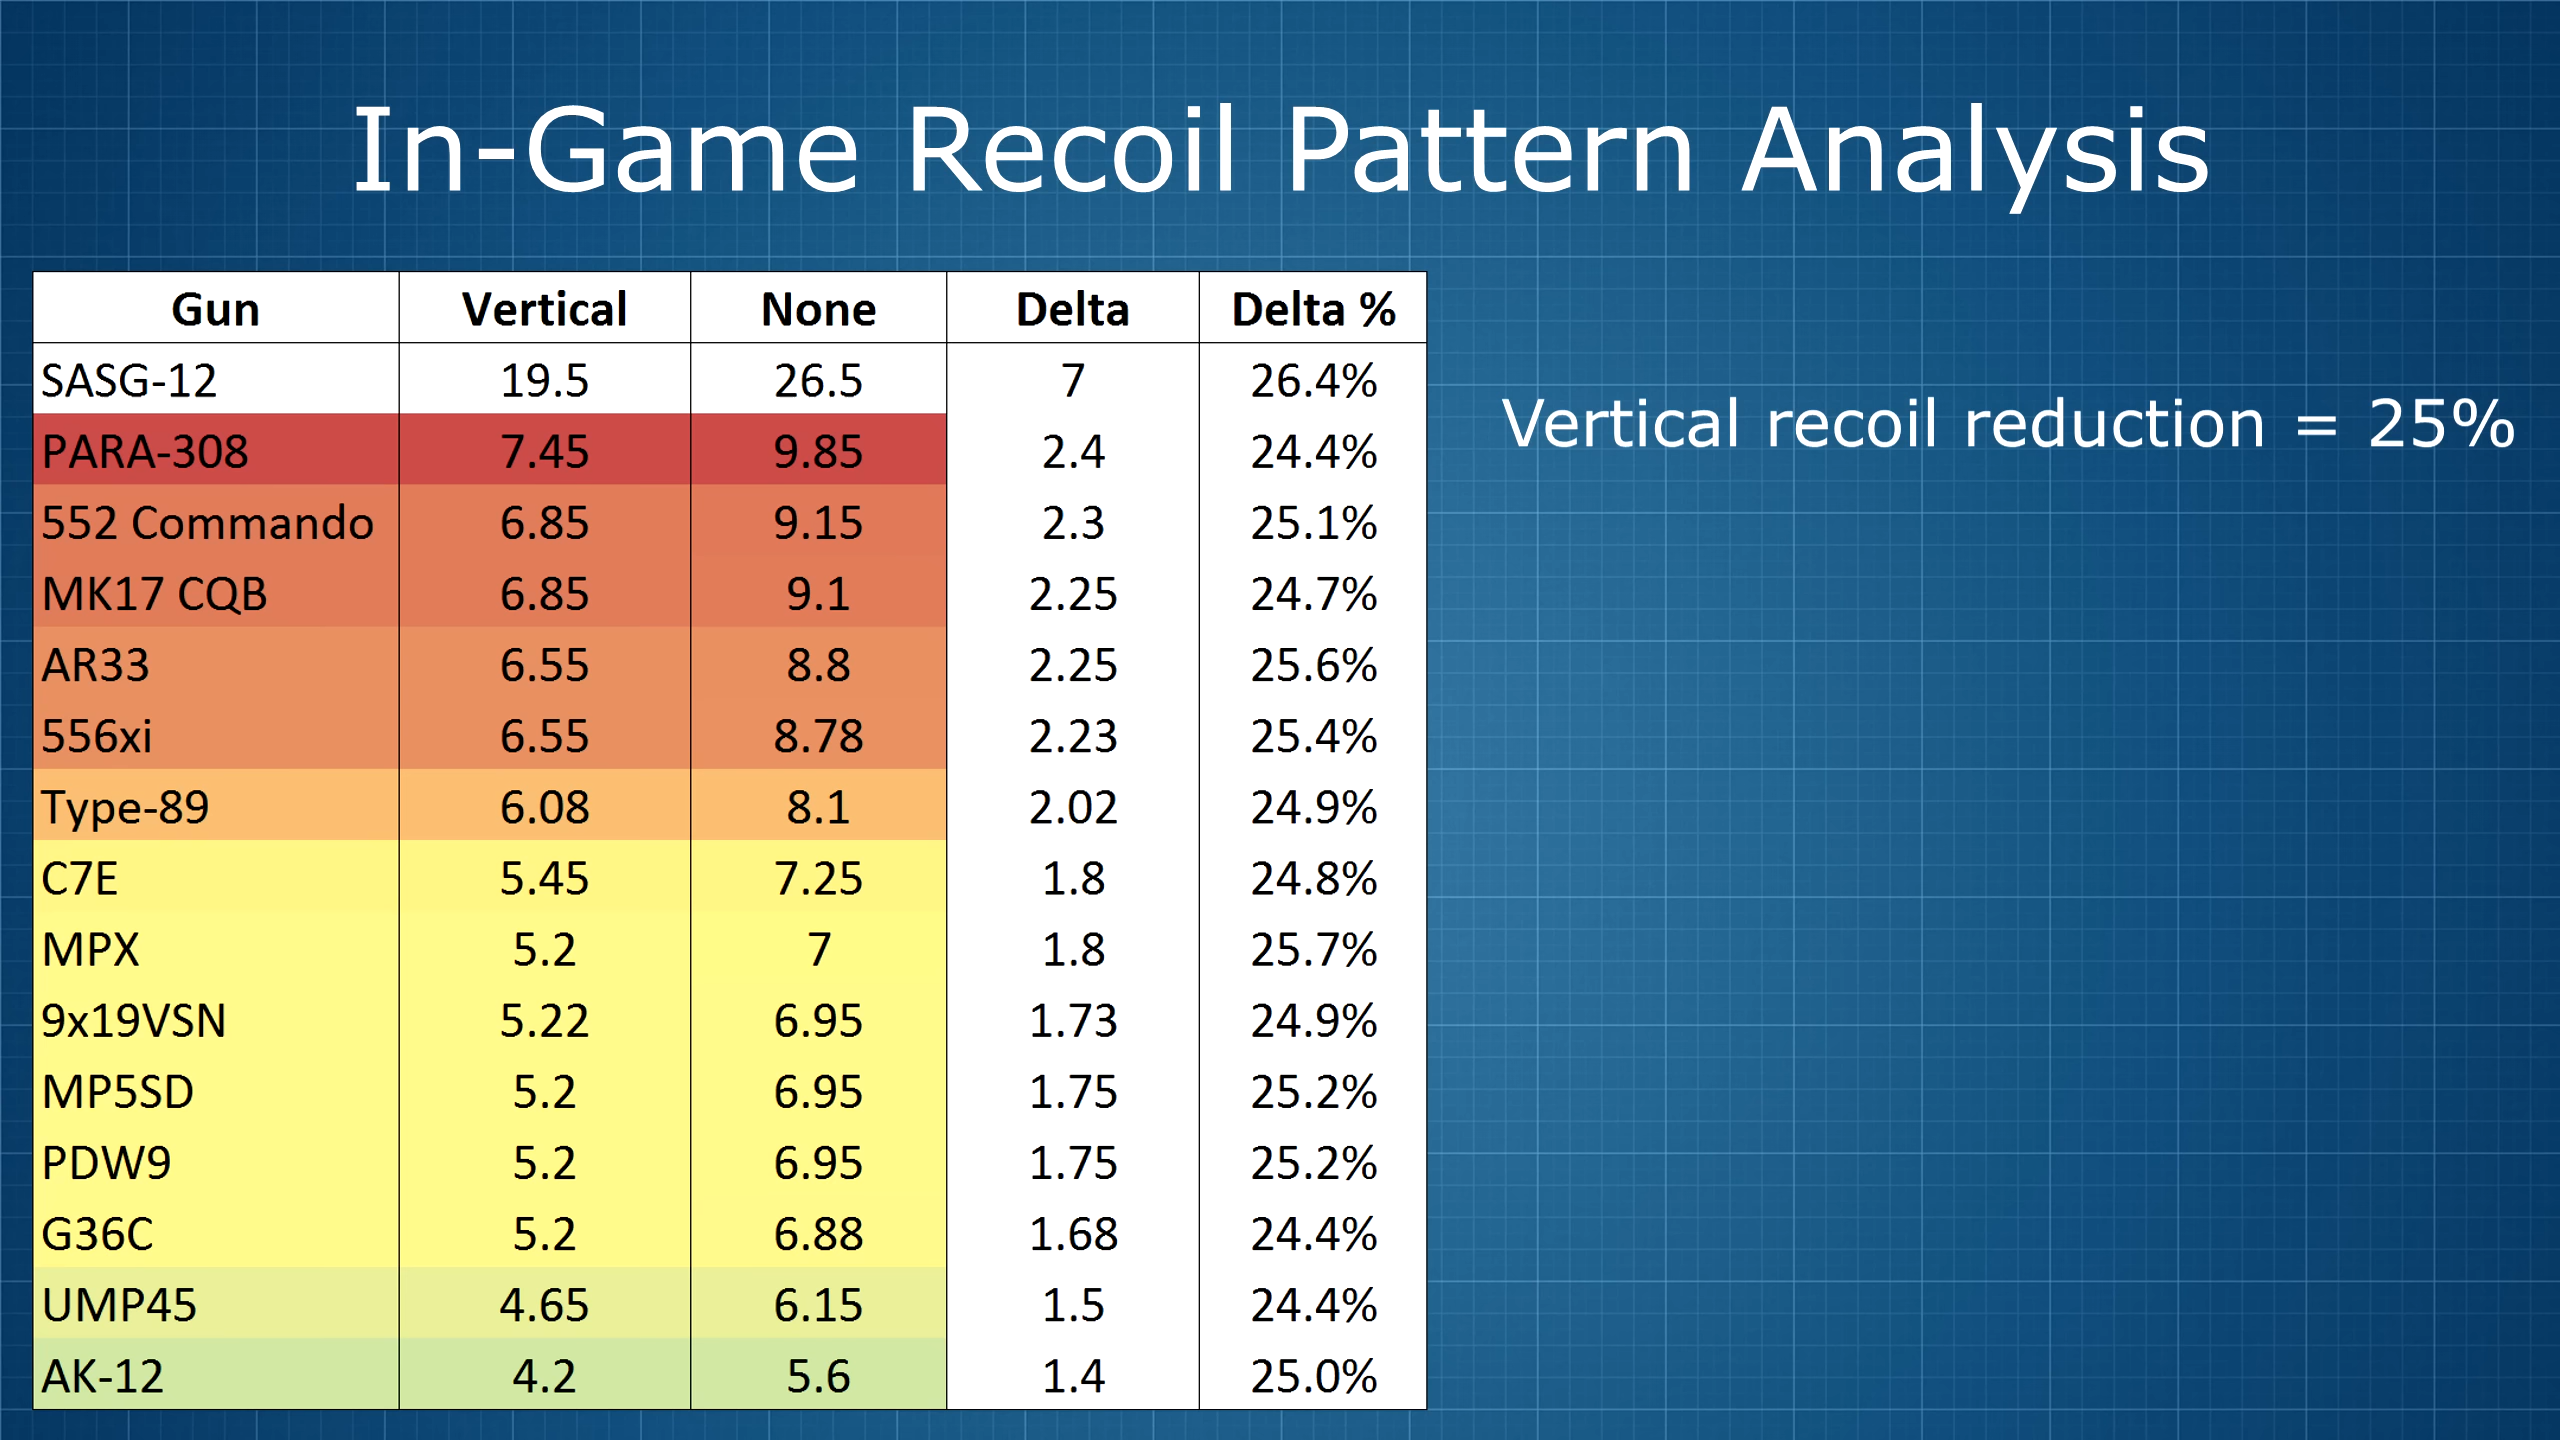 In-Game Recoil Pattern Analysis
Gun Vertical None Delta Delta %
SASG-12 19.5 26.5 7 26.4%
PARA-308 7.45 9.85 2.4 24.4%
552 Commando 6.85 9.15 2.3 25.1%
MK17 CQB 6.85 9.1 2.25 24.7%
AR33 6.55 8.8 2.25 25.6%
556xi 6.55 8.78 2.23 25.4%
Type-89 6.08 8.1 2.02 24.9%
C7E 5.45 7.25 1.8 24.8%
MPX 5.2 7 1.8 25.7%
9x19VSN 5.22 6.95 1.73 24.9%
MP5SD 5.2 6.95 1.75 25.2%
PDW9 5.2 6.95 1.75 25.2%
G36C 5.2 6.88 1.68 24.4%
UMP45 4.65 6.15 1.5 24.4%
AK-12 4.2 5.6 1.4 25.0%
Vertical recoil reduction = 25%